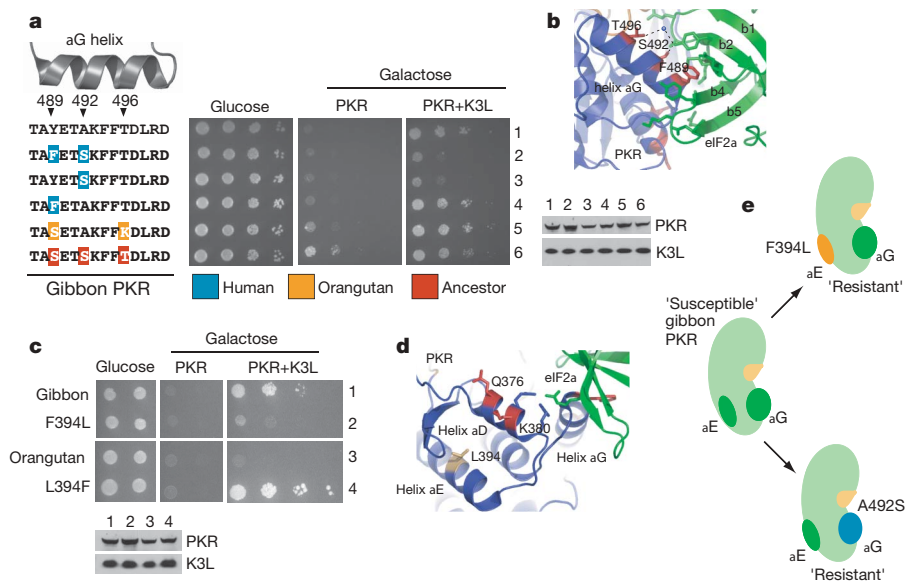 a
aG helix
489 492 496
TAYETAKFFTDLRD
TAFETSKFFTDLRD
TAYETSKFFTDLRD
TAFETAKFFTDLRD
TASETAKFFKDLRD
TASETSKFFTDLRD
Gibbon PKR
Galactose
Glucose PKR PKR+K3L
1
2
3
4
5
6
Human Orangutan Ancestor
b
T496
S492
F489
helix aG
PKR
b1
b2
b4
b5
eIF2a
1 2 3 4 5 6
PKR
K3L
c
Galactose
Glucose PKR PKR+K3L
Gibbon 1
F394L 2
Orangutan 3
L394F 4
1 2 3 4
PKR
K3L
d
PKR
Q376
eIF2a
K380
Helix aD
L394
Helix aG
Helix aE
e
F394L
aE
aG
'Resistant'
'Susceptible'
gibbon
PKR
aE
aG
A492S
aE
aG
'Resistant'